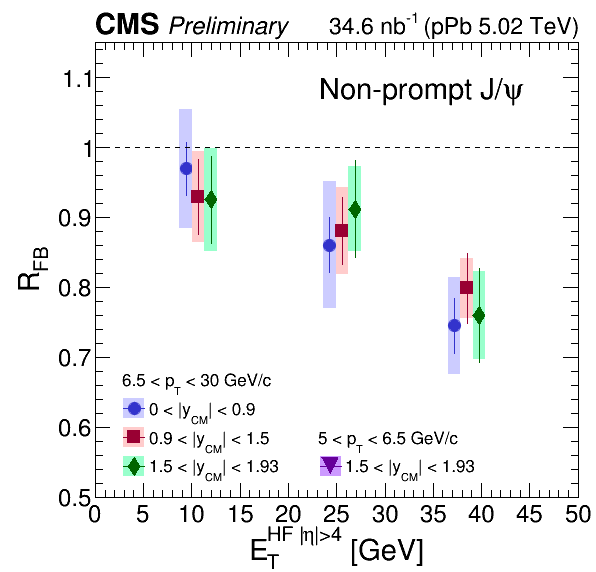 CMS Preliminary 34.6 nb⁻¹ (pPb 5.02 TeV)
Non-prompt J/ψ
R_FB
1.1
1
0.9
0.8
0.7
0.6
0.5
6.5 < p_T < 30 GeV/c
0 < |y_CM| < 0.9
0.9 < |y_CM| < 1.5
1.5 < |y_CM| < 1.93
5 < p_T < 6.5 GeV/c
1.5 < |y_CM| < 1.93
0 5 10 15 20 25 30 35 40 45 50
E_T^HF |η|>4 [GeV]